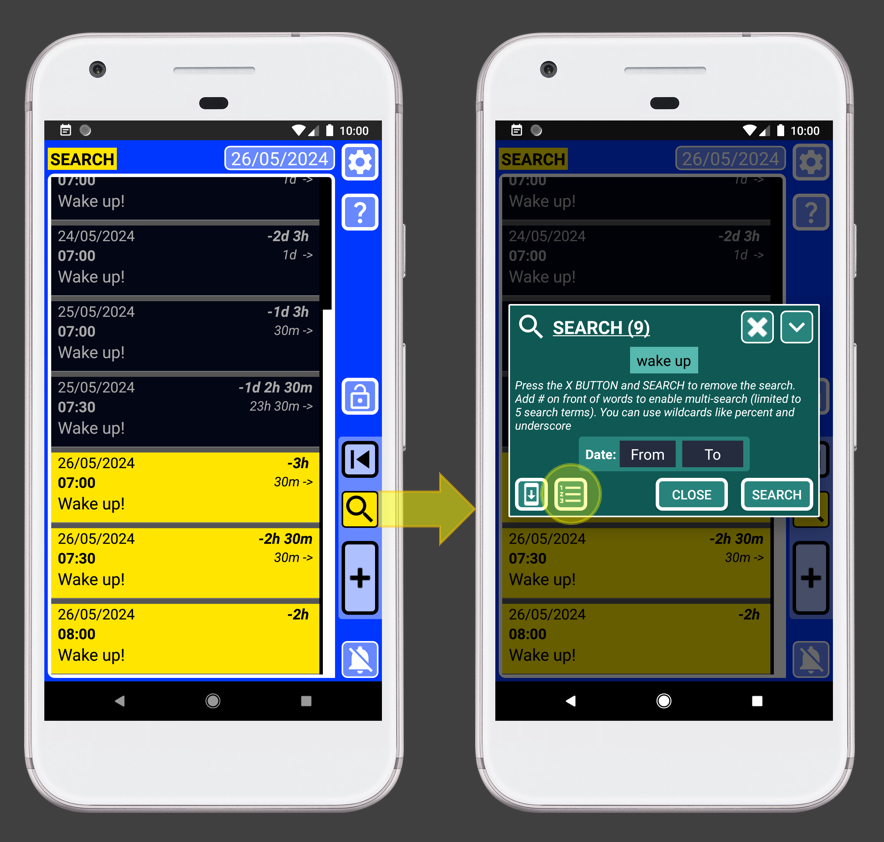 10:00
SEARCH
26/05/2024
07:00
1d ->
Wake up!
24/05/2024
-2d 3h
07:00
1d ->
Wake up!
25/05/2024
-1d 3h
07:00
30m ->
Wake up!
25/05/2024
-1d 2h 30m
07:30
23h 30m ->
Wake up!
26/05/2024
-3h
07:00
30m ->
Wake up!
26/05/2024
-2h 30m
07:30
30m ->
Wake up!
26/05/2024
-2h
08:00
Wake up!
?
+
10:00
SEARCH
26/05/2024
07:00
1d ->
Wake up!
24/05/2024
-2d 3h
07:00
1d ->
Wake up!
?
SEARCH (9)
wake up
Press the X BUTTON and SEARCH to remove the search.
Add # on front of words to enable multi-search (limited to
5 search terms). You can use wildcards like percent and
underscore
Date: From To
1
2
3
CLOSE
SEARCH
26/05/2024
-2h 30m
07:30
30m ->
Wake up!
26/05/2024
-2h
08:00
Wake up!
+